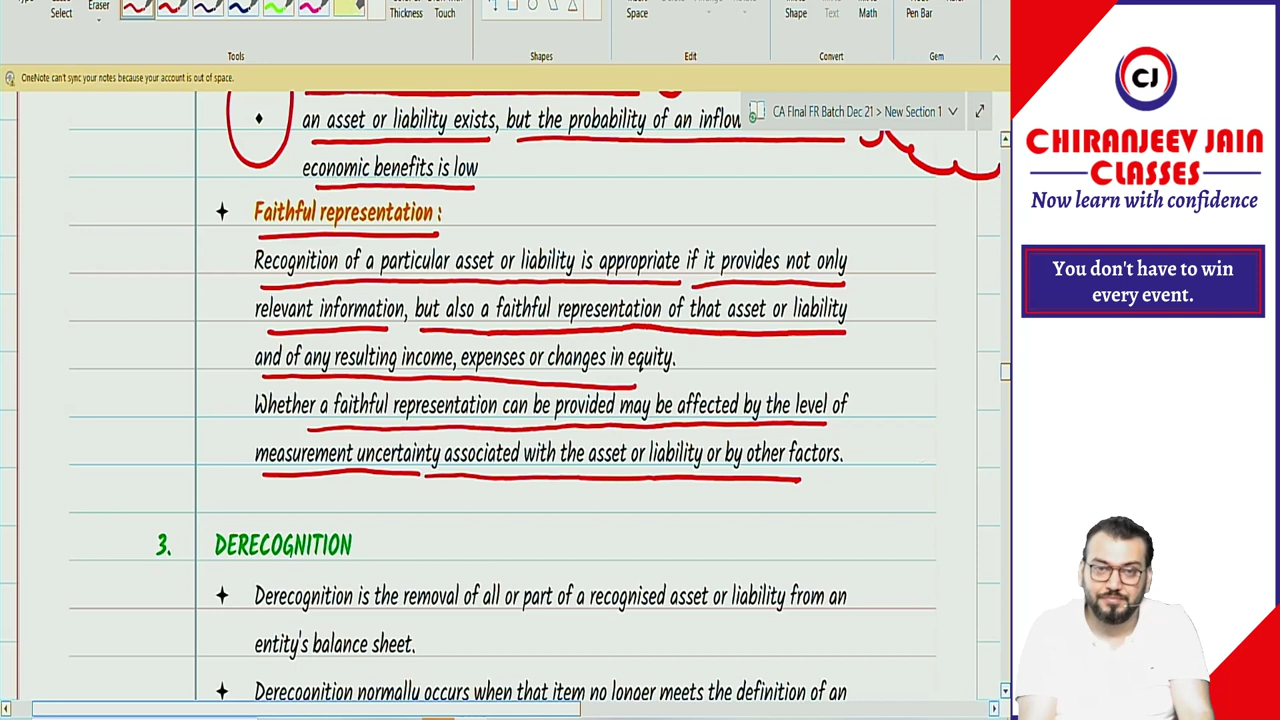 Eraser
Select
Thickness
Touch
Space
Shape
Text
Math
Pen Bar
Tools
Shapes
Edit
Convert
Gem
OneNote can't sync your notes because your account is out of space.
CA FInal FR Batch Dec 21 > New Section 1
an asset or liability exists, but the probability of an inflow
economic benefits is low
Faithful representation :
Recognition of a particular asset or liability is appropriate if it provides not only
relevant information, but also a faithful representation of that asset or liability
and of any resulting income, expenses or changes in equity.
Whether a faithful representation can be provided may be affected by the level of
measurement uncertainty associated with the asset or liability or by other factors.
3. DERECOGNITION
Derecognition is the removal of all or part of a recognised asset or liability from an
entity's balance sheet.
Derecognition normally occurs when that item no longer meets the definition of an
CJ
CHIRANJEEV JAIN
CLASSES
Now learn with confidence
You don't have to win
every event.